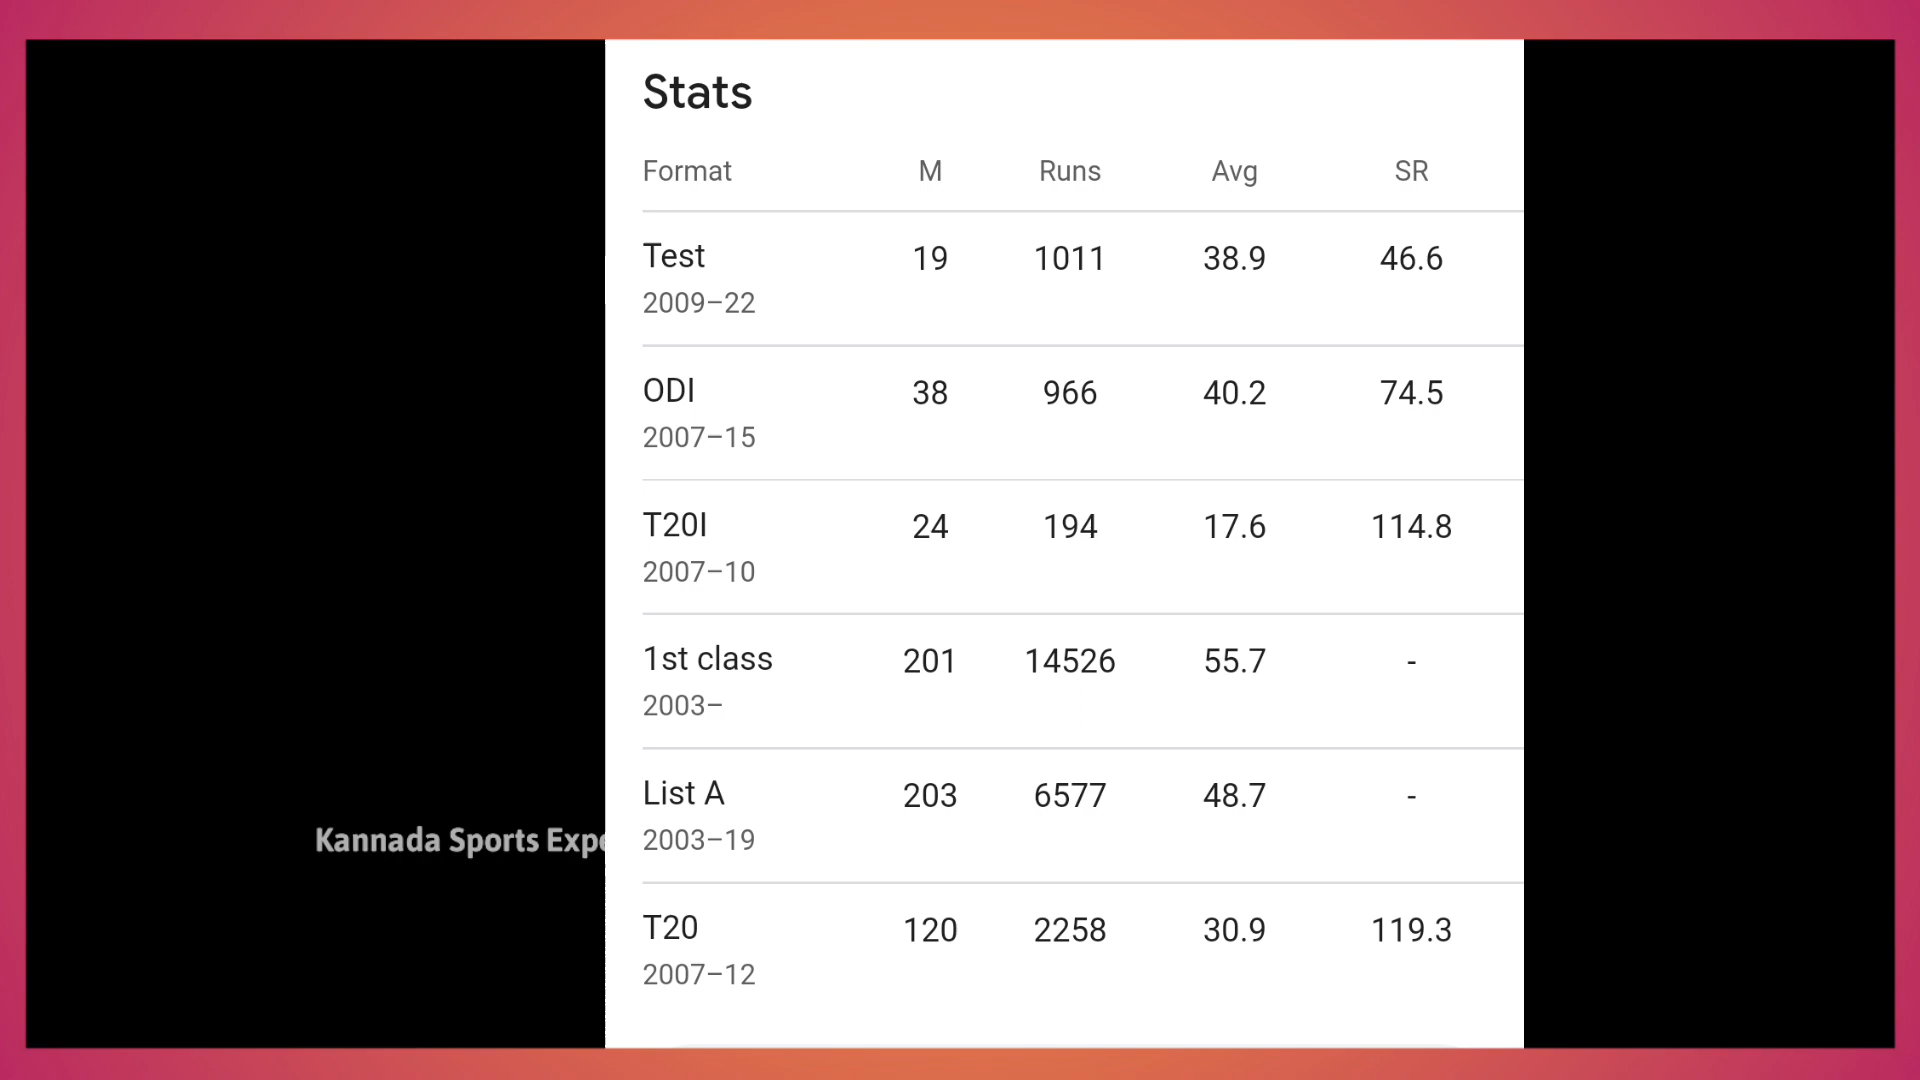 Stats
Format M Runs Avg SR
Test 19 1011 38.9 46.6
2009–22
ODI 38 966 40.2 74.5
2007–15
T20I 24 194 17.6 114.8
2007–10
1st class 201 14526 55.7 -
2003–
List A 203 6577 48.7 -
2003–19
T20 120 2258 30.9 119.3
2007–12
Kannada Sports